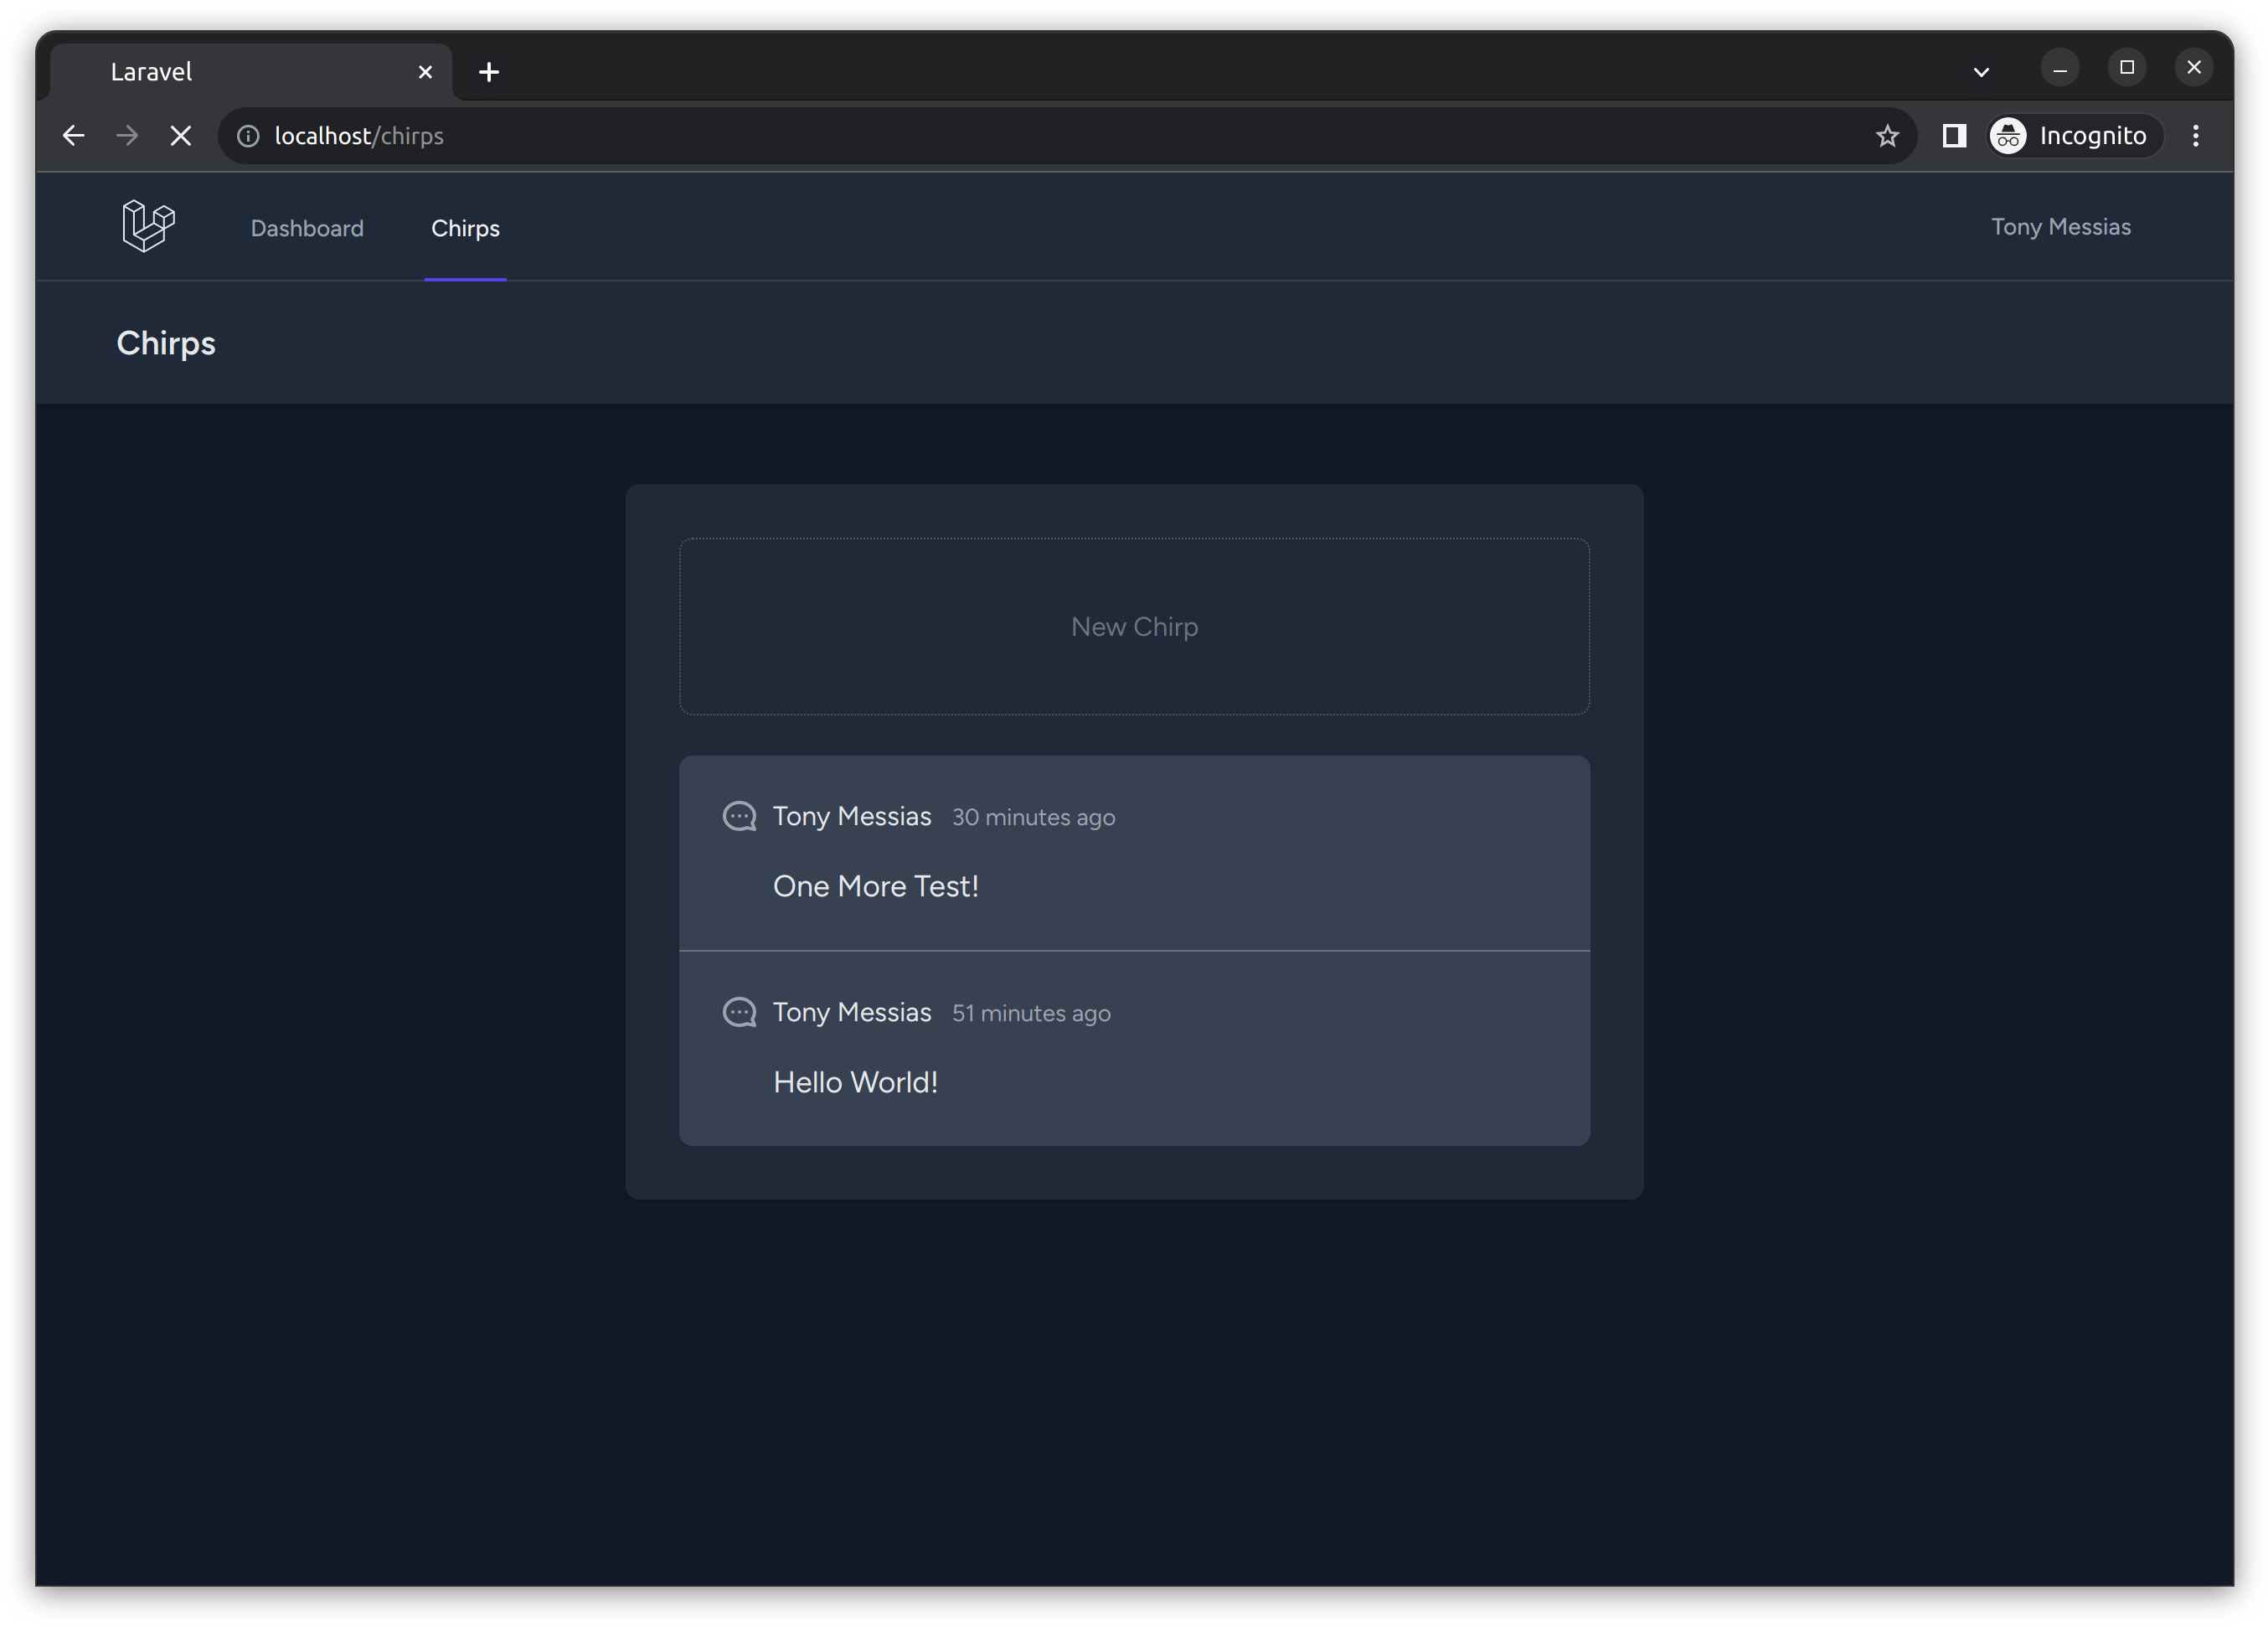 Laravel
localhost/chirps
Incognito
Dashboard
Chirps
Tony Messias
Chirps
New Chirp
Tony Messias 30 minutes ago
One More Test!
Tony Messias 51 minutes ago
Hello World!